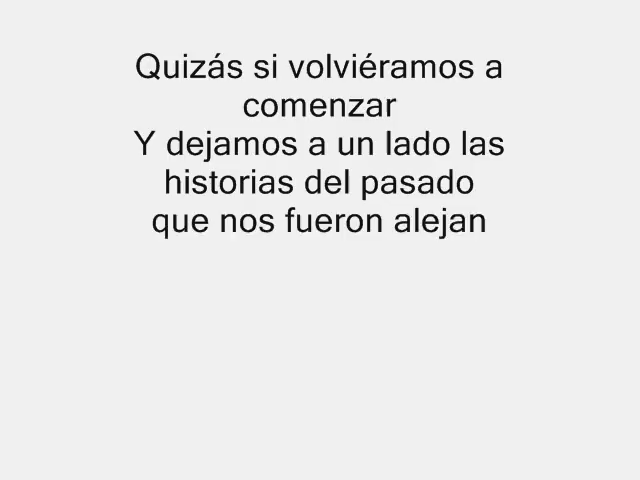 Quizás si volviéramos a
comenzar
Y dejamos a un lado las
historias del pasado
que nos fueron alejan